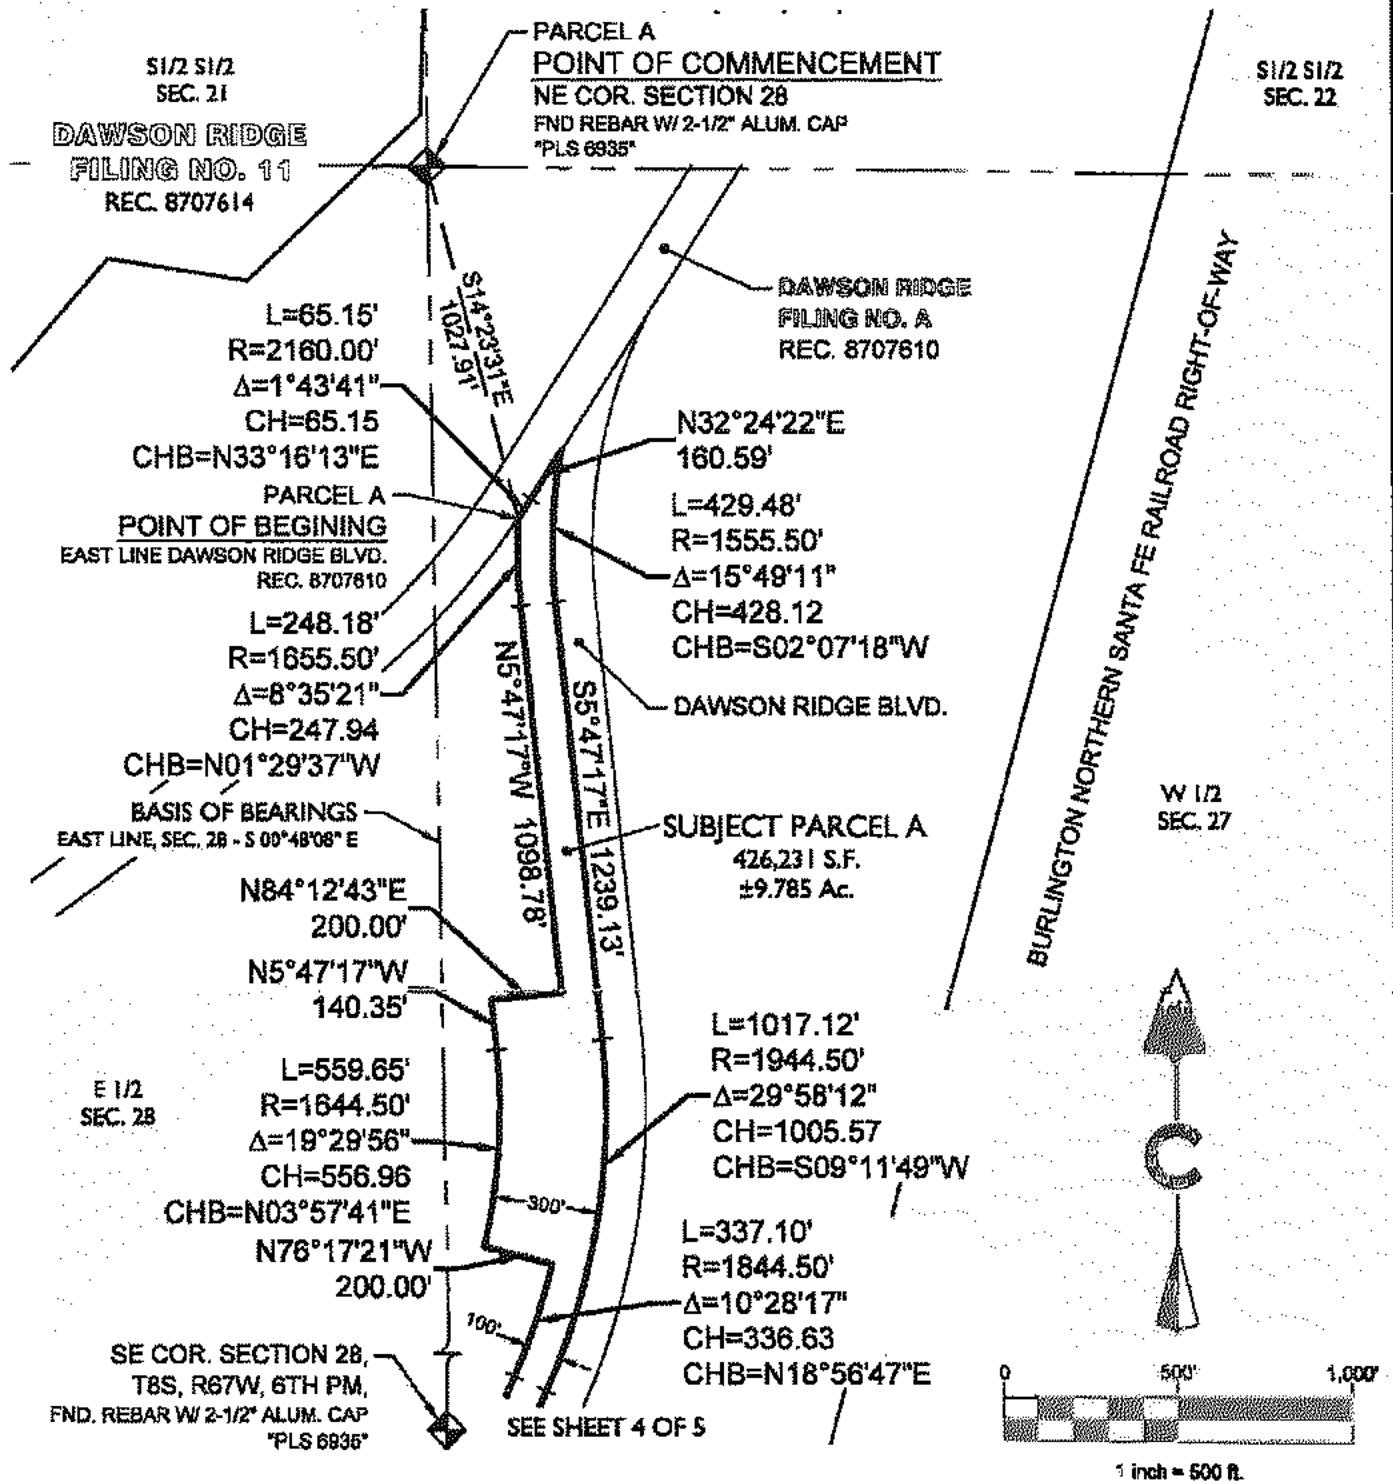 PARCEL A
POINT OF COMMENCEMENT
NE COR. SECTION 28
FND REBAR W/ 2-1/2" ALUM. CAP
"PLS 6935"
S1/2 S1/2
SEC. 21
S1/2 S1/2
SEC. 22
DAWSON RIDGE
FILING NO. 11
REC. 8707614
S14°23'31"E
1027.91'
DAWSON RIDGE
FILING NO. A
REC. 8707610
BURLINGTON NORTHERN SANTA FE RAILROAD RIGHT-OF-WAY
L=65.15'
R=2160.00'
Δ=1°43'41"
CH=65.15
CHB=N33°16'13"E
N32°24'22"E
160.59'
PARCEL A
POINT OF BEGINING
EAST LINE DAWSON RIDGE BLVD.
REC. 8707610
L=429.48'
R=1555.50'
Δ=15°49'11"
CH=428.12
CHB=S02°07'18"W
L=248.18'
R=1655.50'
Δ=8°35'21"
CH=247.94
CHB=N01°29'37"W
N5°47'17"W 1098.78'
S5°47'17"E 1239.13'
DAWSON RIDGE BLVD.
BASIS OF BEARINGS
EAST LINE, SEC. 28 - S 00°48'08" E
SUBJECT PARCEL A
426,231 S.F.
±9.785 Ac.
W 1/2
SEC. 27
N84°12'43"E
200.00'
N5°47'17"W
140.35'
E 1/2
SEC. 28
L=559.65'
R=1644.50'
Δ=19°29'56"
CH=556.96
CHB=N03°57'41"E
L=1017.12'
R=1944.50'
Δ=29°58'12"
CH=1005.57
CHB=S09°11'49"W
C
300'
N76°17'21"W
200.00'
L=337.10'
R=1844.50'
Δ=10°28'17"
CH=336.63
CHB=N18°56'47"E
100'
SE COR. SECTION 28,
T8S, R67W, 6TH PM,
FND. REBAR W/ 2-1/2" ALUM. CAP
"PLS 6935"
SEE SHEET 4 OF 5
0 500' 1,000'
1 inch = 500 ft.